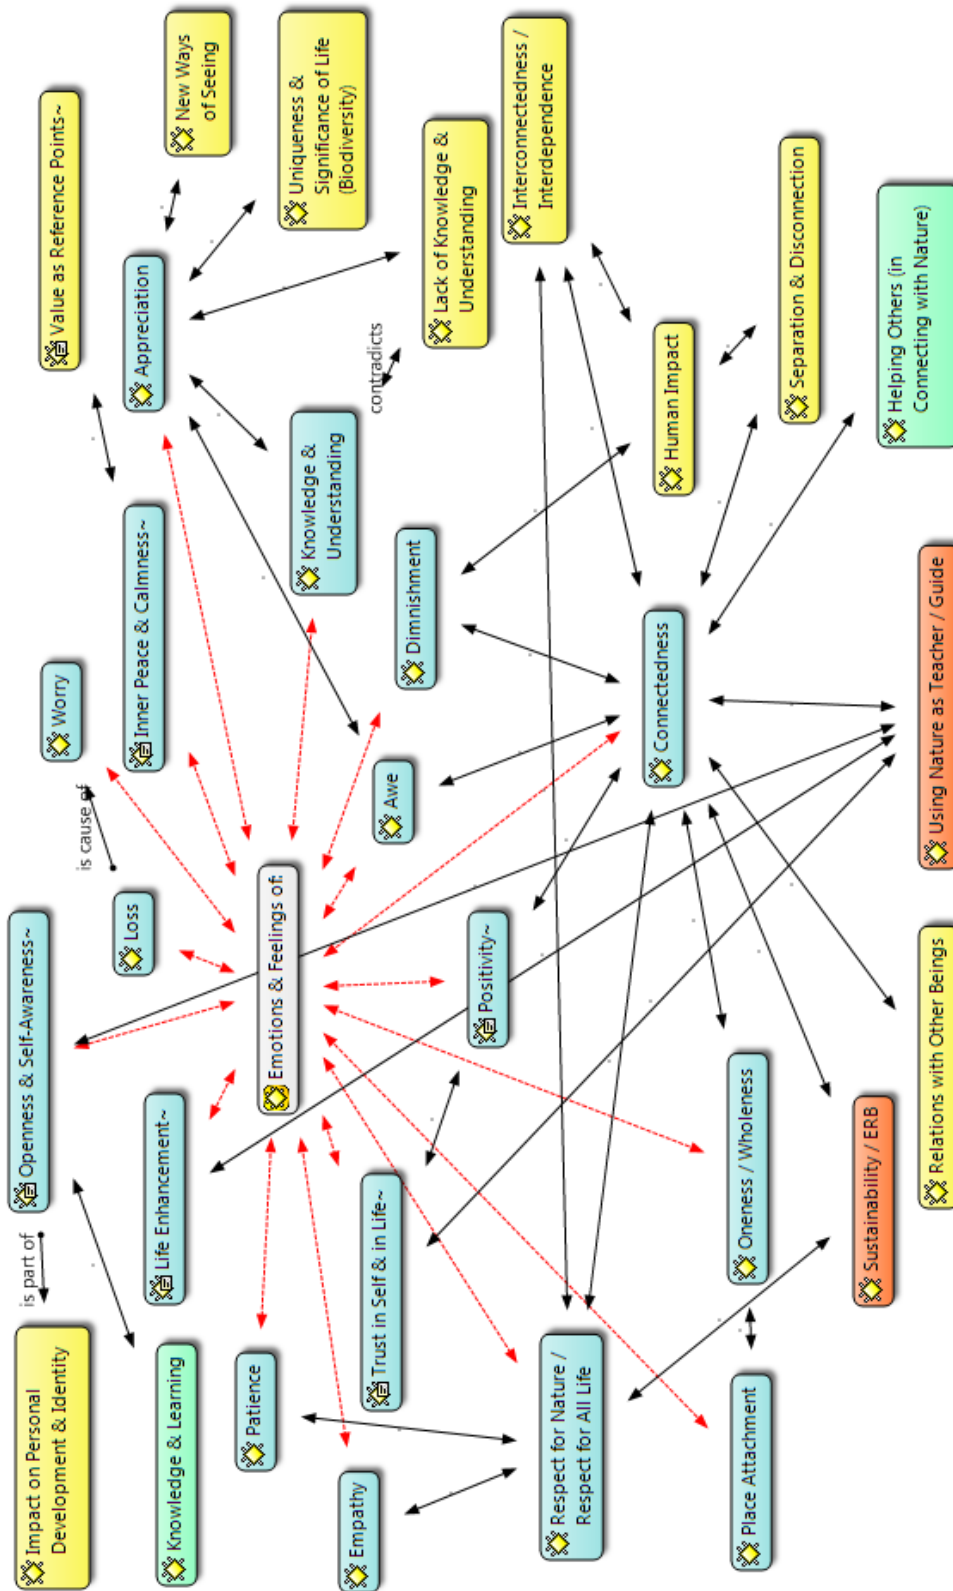 Impact on Personal
Development & Identity
is part of
Openness & Self-Awareness~
is cause of
Worry
Value as Reference Points~
Knowledge & Learning
Life Enhancement~
Loss
Inner Peace & Calmness~
Appreciation
New Ways
of Seeing
Patience
Emotions & Feelings of:
Knowledge &
Understanding
contradicts
Uniqueness &
Significance of Life
(Biodiversity)
Empathy
Trust in Self & in Life~
Awe
Dimnishment
Lack of Knowledge &
Understanding
Positivity~
Interconnectedness /
Interdependence
Respect for Nature /
Respect for All Life
Connectedness
Human Impact
Place Attachment
Oneness / Wholeness
Separation & Disconnection
Sustainability / ERB
Helping Others (in
Connecting with Nature)
Relations with Other Beings
Using Nature as Teacher / Guide